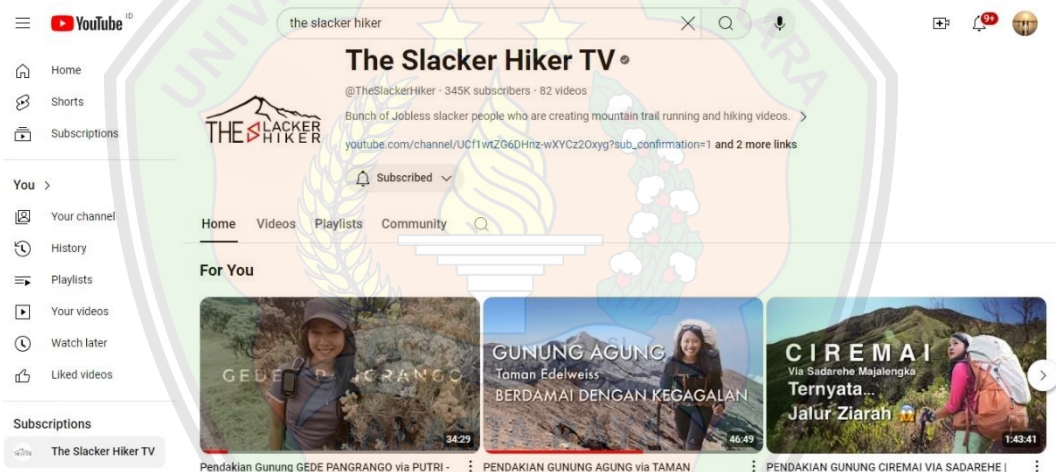 YouTube ID
the slacker hiker
9+
Home
Shorts
Subscriptions
You >
Your channel
History
Playlists
Your videos
Watch later
Liked videos
Subscriptions
The Slacker Hiker TV
THE SLACKER
HIKER
The Slacker Hiker TV
@TheSlackerHiker · 345K subscribers · 82 videos
Bunch of Jobless slacker people who are creating mountain trail running and hiking videos. >
youtube.com/channel/UCf1wtZG6DHnz-wXYCz2Oxyg?sub_confirmation=1 and 2 more links
Subscribed
Home Videos Playlists Community
For You
GEDE PANGRANGO
34:29
Pendakian Gunung GEDE PANGRANGO via PUTRI -
GUNUNG AGUNG
Taman Edelweiss
BERDAMAI DENGAN KEGAGALAN
46:49
PENDAKIAN GUNUNG AGUNG via TAMAN
CIREMAI
Via Sadarehe Majalengka
Ternyata...
Jalur Ziarah 😱
1:43:41
PENDAKIAN GUNUNG CIREMAI VIA SADAREHE |